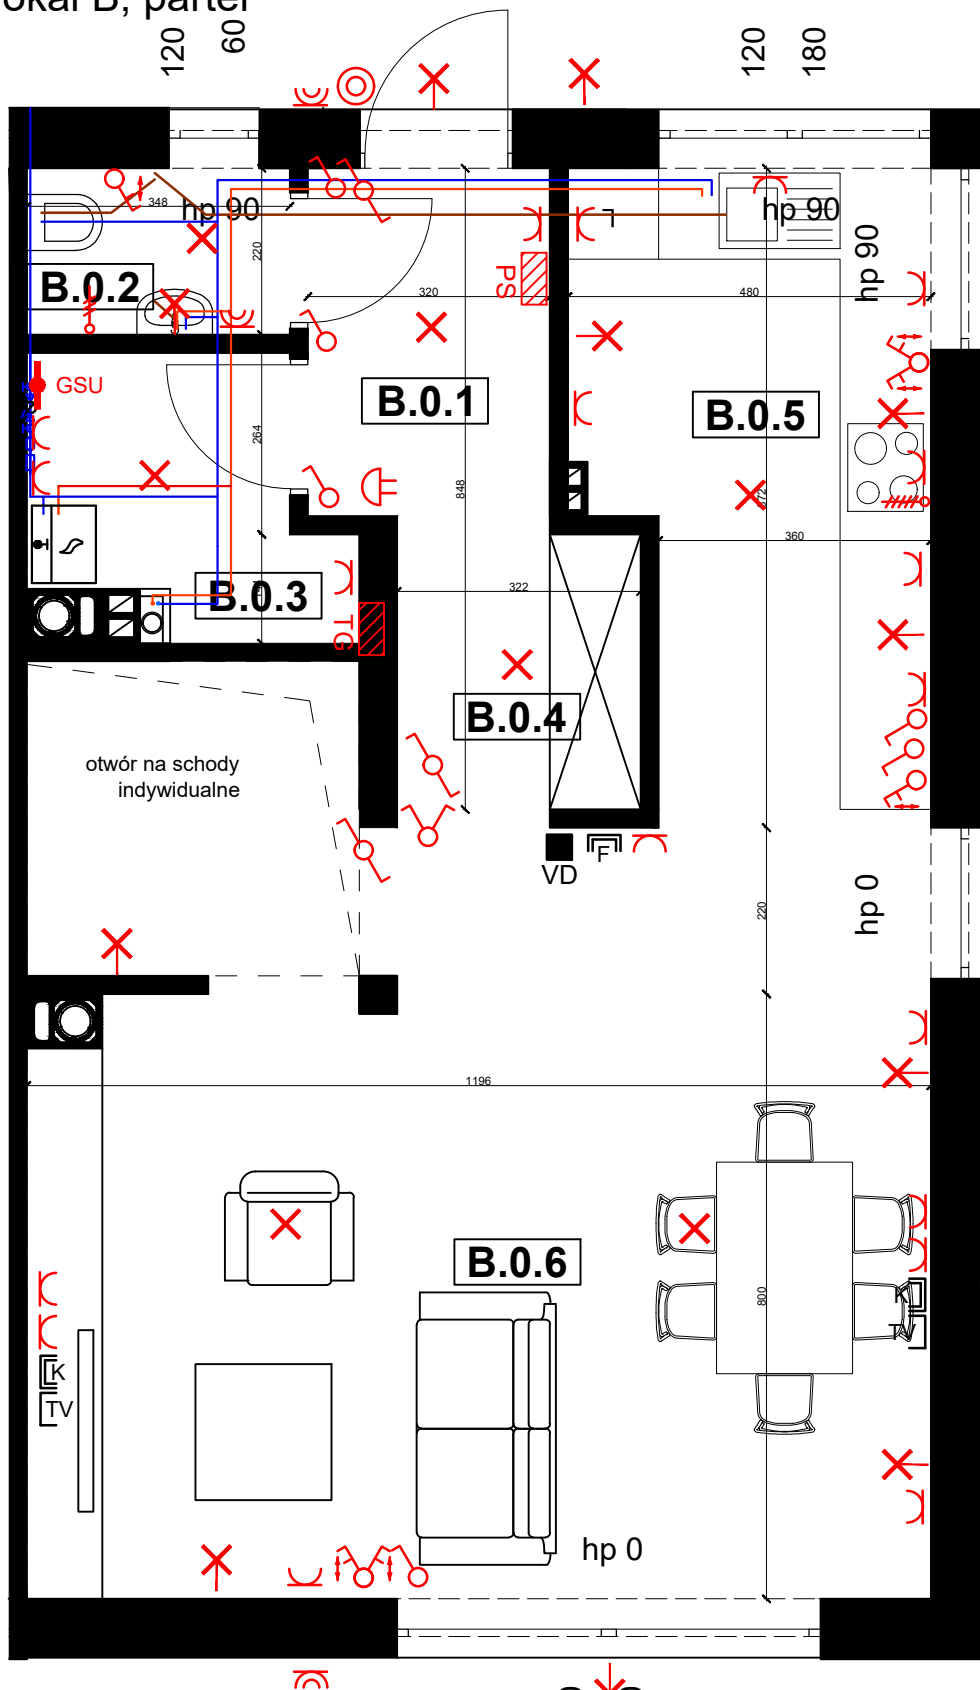 okal B, parter
120
60
120
180
348
hp 90
hp 90
hp 90
220
B.0.2
PS
320
480
GSU
B.0.1
B.0.5
264
848
360
322
B.0.3
TG
B.0.4
otwór na schody
indywidualne
F
VD
hp 0
220
1196
B.0.6
800
K
TV
K
TV
hp 0